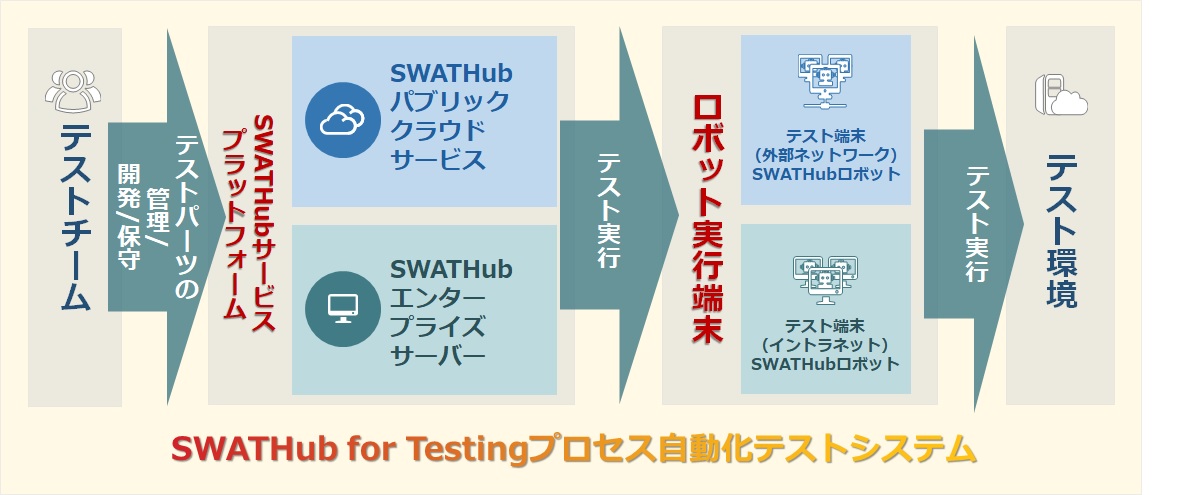 テストチーム
テストパーツの
管理/
開発/保守
SWATHubサービス
プラットフォーム
SWATHub
パブリック
クラウド
サービス
SWATHub
エンター
プライズ
サーバー
テスト実行
ロボット実行端末
テスト端末
（外部ネットワーク）
SWATHubロボット
テスト端末
（イントラネット）
SWATHubロボット
テスト実行
テスト環境
SWATHub for Testingプロセス自動化テストシステム